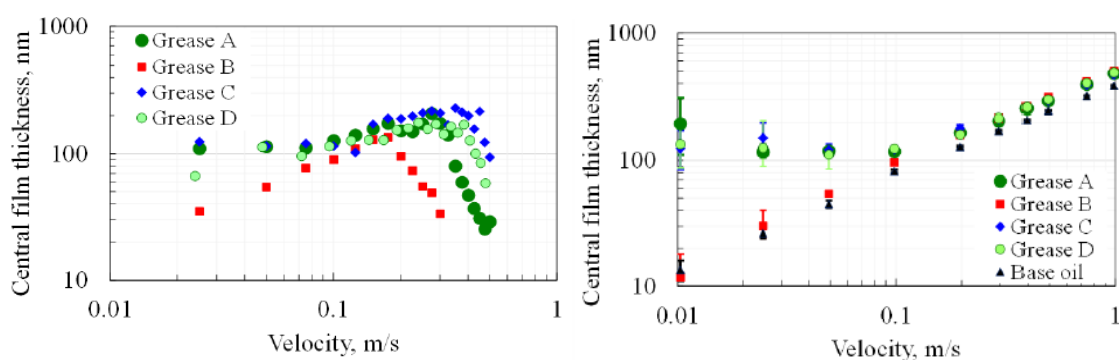 1000
100
10
Central film thickness, nm
Grease A
Grease B
Grease C
Grease D
0.01
0.1
1
Velocity, m/s
1000
100
10
Central film thickness, nm
Grease A
Grease B
Grease C
Grease D
Base oil
0.01
0.1
1
Velocity, m/s